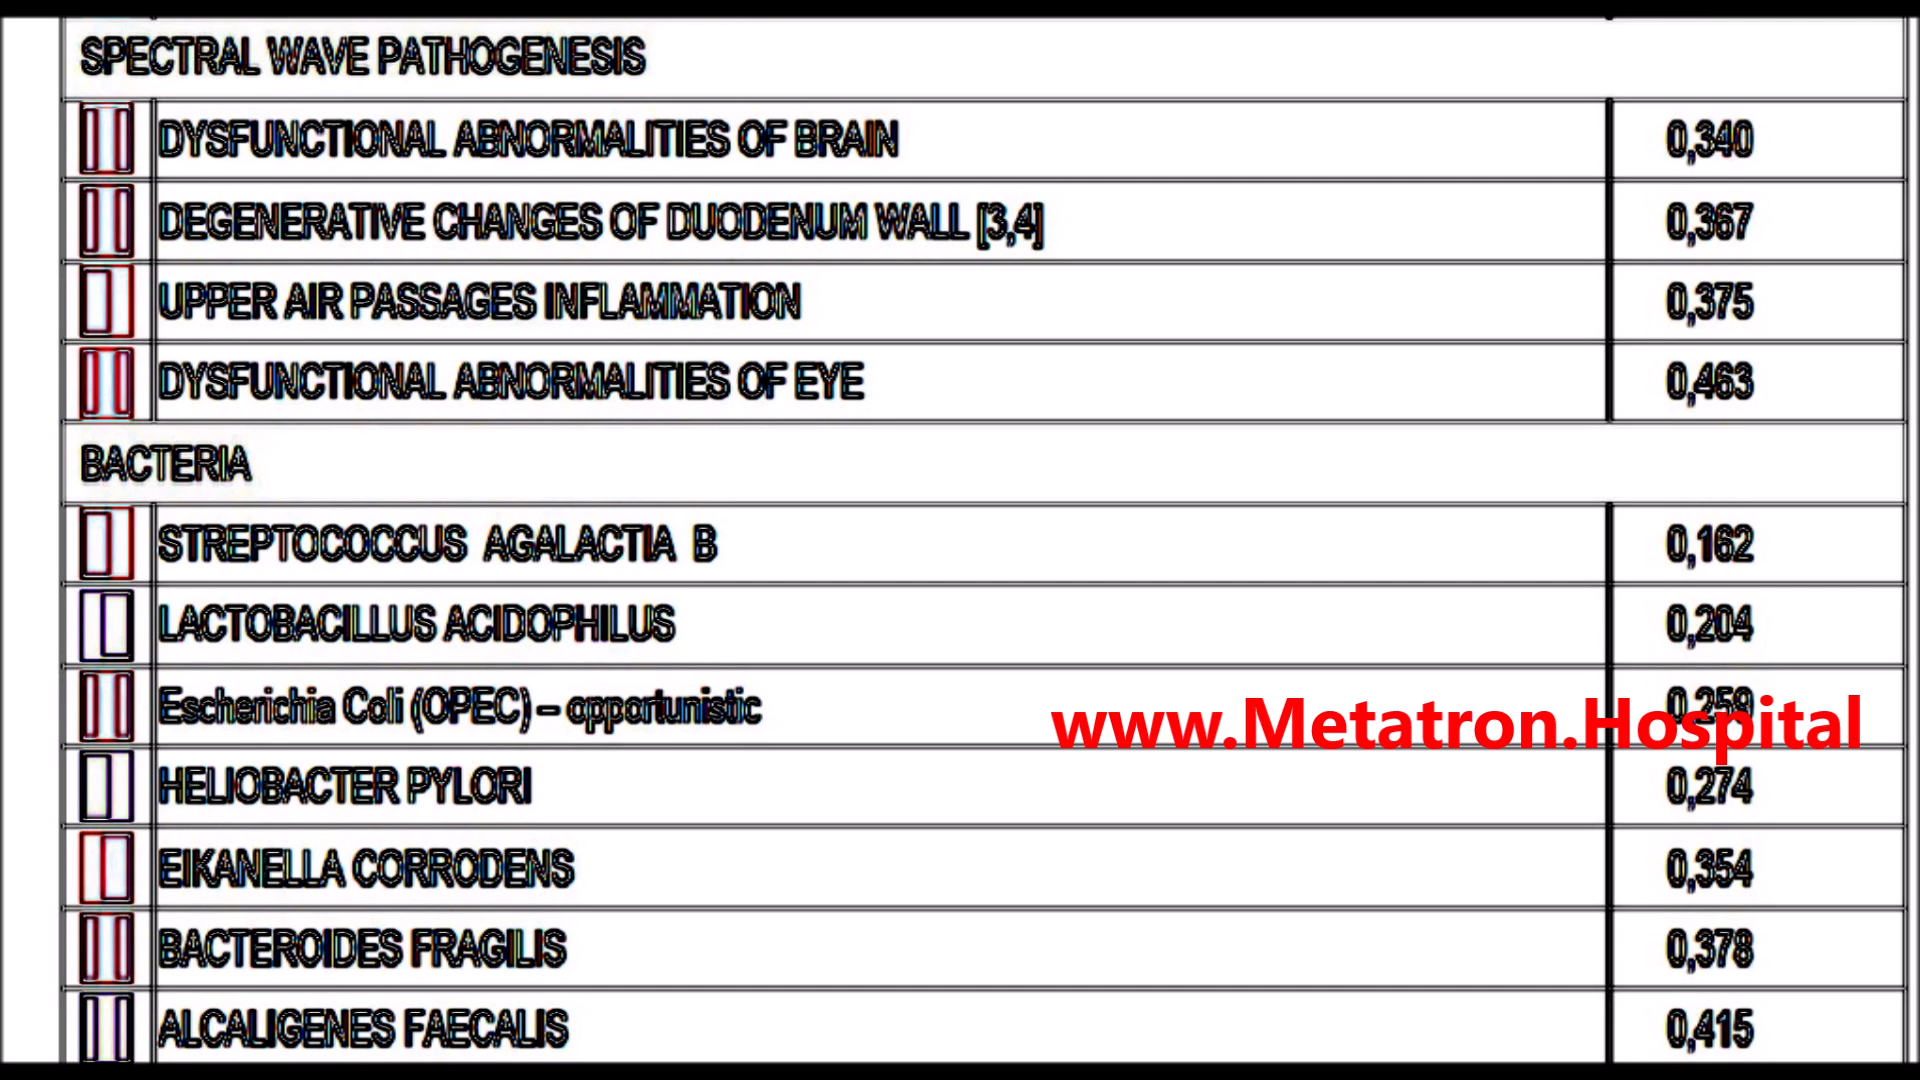 SPECTRAL WAVE PATHOGENESIS
DYSFUNCTIONAL ABNORMALITIES OF BRAIN 0,340
DEGENERATIVE CHANGES OF DUODENUM WALL [3,4] 0,367
UPPER AIR PASSAGES INFLAMMATION 0,375
DYSFUNCTIONAL ABNORMALITIES OF EYE 0,463
BACTERIA
STREPTOCOCCUS AGALACTIA B 0,162
LACTOBACILLUS ACIDOPHILUS 0,204
Escherichia Coli (OPEC) – opportunistic 0,259
www.Metatron.Hospital
HELIOBACTER PYLORI 0,274
EIKANELLA CORRODENS 0,354
BACTEROIDES FRAGILIS 0,378
ALCALIGENES FAECALIS 0,415